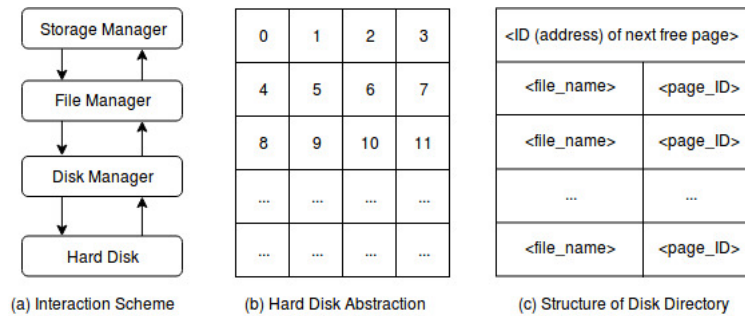 Storage Manager
File Manager
Disk Manager
Hard Disk
(a) Interaction Scheme
0 1 2 3
4 5 6 7
8 9 10 11
... ... ... ...
... ... ... ...
(b) Hard Disk Abstraction
<ID (address) of next free page>
<file_name> <page_ID>
<file_name> <page_ID>
... ...
<file_name> <page_ID>
(c) Structure of Disk Directory